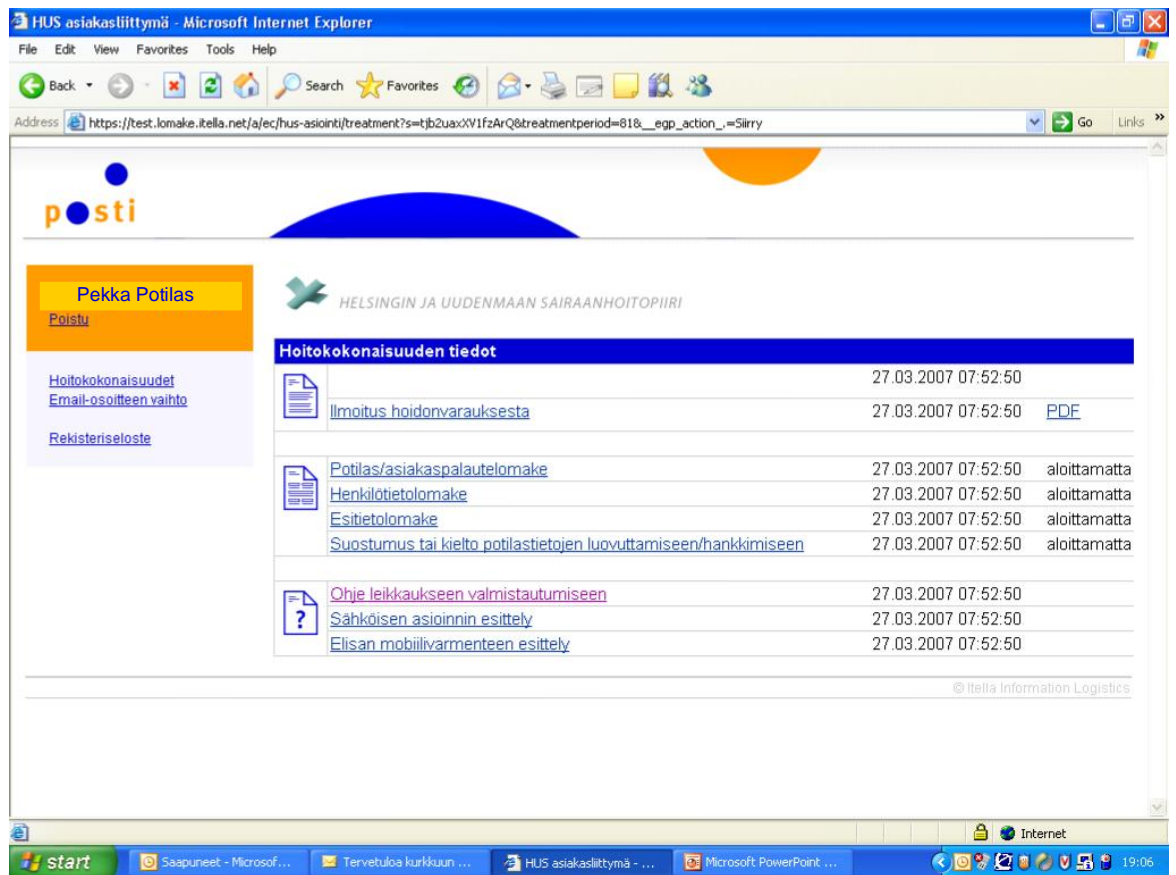 HUS asiakasliittymä - Microsoft Internet Explorer
File Edit View Favorites Tools Help
Back Search Favorites
Address https://test.lomake.itella.net/a/ec/hus-asiointi/treatment?s=tjb2uaxXV1fzArQ&treatmentperiod=81&__egp_action_.=Siirry Go Links »
posti
Pekka Potilas
Poistu
Hoitokokonaisuudet
Email-osoitteen vaihto
Rekisteriseloste
HELSINGIN JA UUDENMAAN SAIRAANHOITOPIIRI
Hoitokokonaisuuden tiedot
27.03.2007 07:52:50
Ilmoitus hoidonvarauksesta 27.03.2007 07:52:50 PDF
Potilas/asiakaspalautelomake 27.03.2007 07:52:50 aloittamatta
Henkilötietolomake 27.03.2007 07:52:50 aloittamatta
Esitietolomake 27.03.2007 07:52:50 aloittamatta
Suostumus tai kielto potilastietojen luovuttamiseen/hankkimiseen 27.03.2007 07:52:50 aloittamatta
Ohje leikkaukseen valmistautumiseen 27.03.2007 07:52:50
? Sähköisen asioinnin esittely 27.03.2007 07:52:50
Elisan mobiilivarmenteen esittely 27.03.2007 07:52:50
© Itella Information Logistics
Internet
start Saapuneet - Microsof... Tervetuloa kurkkuun ... HUS asiakasliittymä - ... Microsoft PowerPoint ... 19:06